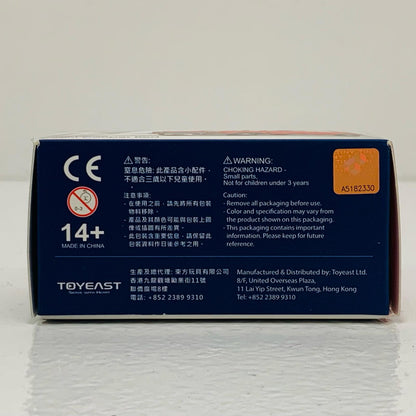 CE
0-3
14+
MADE IN CHINA
TOYEAST
警告:
窒息危險: 此產品含小配件,
不適合三歲以下兒童使用。
注意事項:
- 在使用之前, 請先將所有包裝
物料移除。
- 產品及其顏色可能與包裝上圖
像或描圖有所差異。
- 此包裝含重要信息, 請保留此
包裝資料作日後參考之用。
WARNING:
CHOKING HAZARD -
Small parts.
Not for children under 3 years
Caution:
- Remove all packaging before use.
- Color and specification may vary
from the product shown on this package.
- This packaging contains important
information. Please keep for future
reference.
AS182330
生產及總代理: 東方玩具有限公司
香港九龍觀塘勵業街11號
聯僑廣場8樓
電話: +852 2389 9310
Manufactured & Distributed by: Toyeast Ltd.
8/F, United Overseas Plaza,
11 Lai Yip Street, Kwun Tong, Hong Kong
Tel: +852 2389 9310